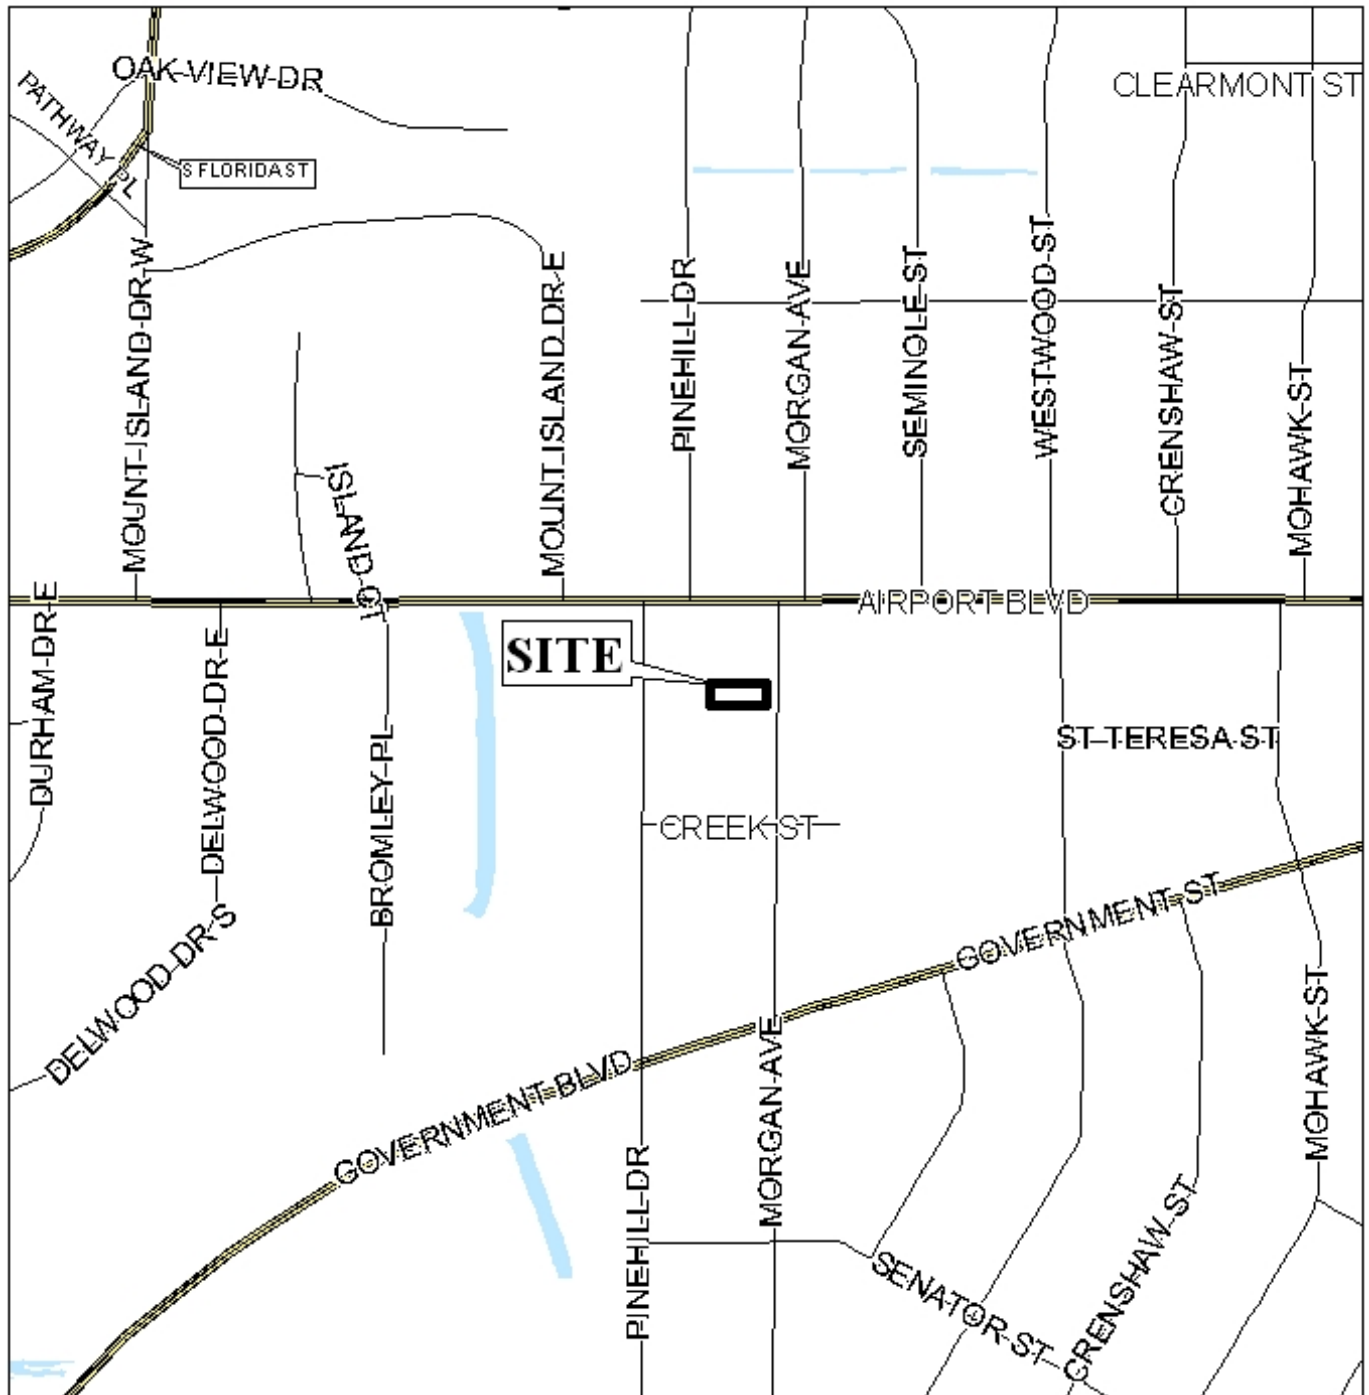 OAK VIEW DR
CLEARMONT ST
PATHWAY PL
S FLORIDA ST
MOUNT ISLAND DR W
MOUNT ISLAND DR E
PINEHILL DR
MORGAN AVE
SEMINOLE ST
WESTWOOD ST
CRENSHAW ST
MOHAWK ST
ISLAND CT
AIRPORT BLVD
DURHAM DR E
DELWOOD DR E
SITE
BROMLEY PL
ST TERESA ST
CREEK ST
GOVERNMENT ST
DELWOOD DR S
GOVERNMENT BLVD
PINEHILL DR
MORGAN AVE
MOHAWK ST
SENATOR ST
CRENSHAW ST